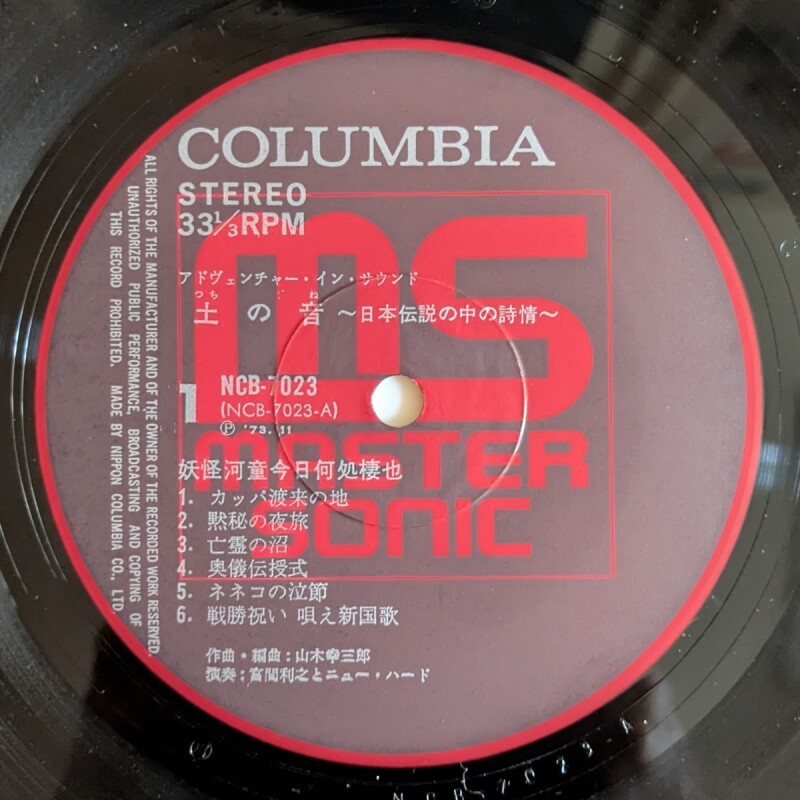 COLUMBIA
STEREO
33⅓RPM
アドヴェンチャー・イン・サウンド
つち　　ね
土の音 ～日本伝説の中の詩情～
1
NCB-7023
(NCB-7023-A)
Ⓟ '73.11
ms
MASTER
SONIC
妖怪河童今日何処棲也
1. カッパ渡来の地
2. 黙秘の夜旅
3. 亡霊の沼
4. 奥儀伝授式
5. ネネコの泣節
6. 戦勝祝い 唄え新国歌
作曲・編曲：山木幸三郎
演奏：宮間利之とニュー・ハード
ALL RIGHTS OF THE MANUFACTURER AND OF THE OWNER OF THE RECORDED WORK RESERVED.
UNAUTHORIZED PUBLIC PERFORMANCE, BROADCASTING AND COPYING OF
THIS RECORD PROHIBITED. MADE BY NIPPON COLUMBIA CO., LTD.
NCB-7023-A